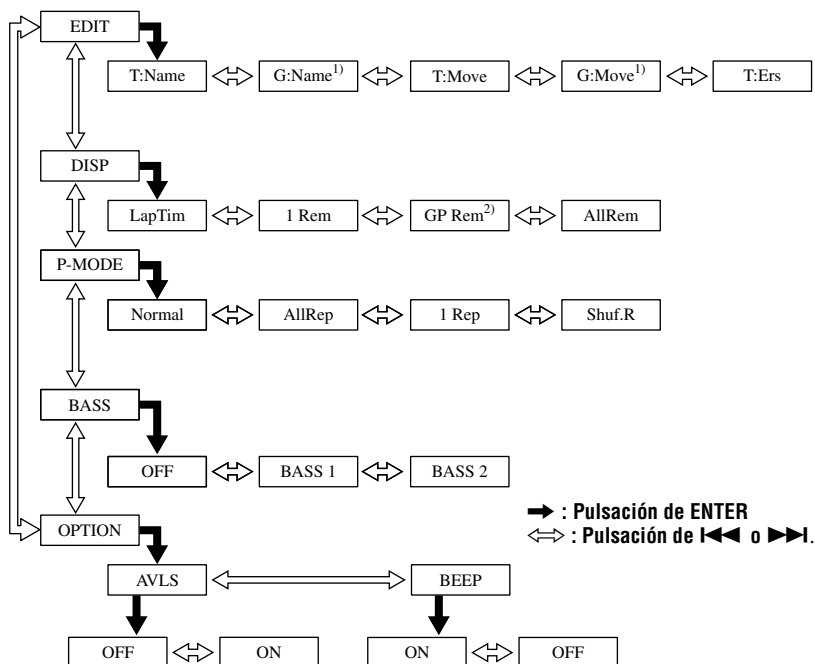 EDIT
T:Name G:Name1) T:Move G:Move1) T:Ers
DISP
LapTim 1 Rem GP Rem2) AllRem
P-MODE
Normal AllRep 1 Rep Shuf.R
BASS
OFF BASS 1 BASS 2
OPTION
: Pulsación de ENTER
: Pulsación de o .
AVLS BEEP
OFF ON ON OFF